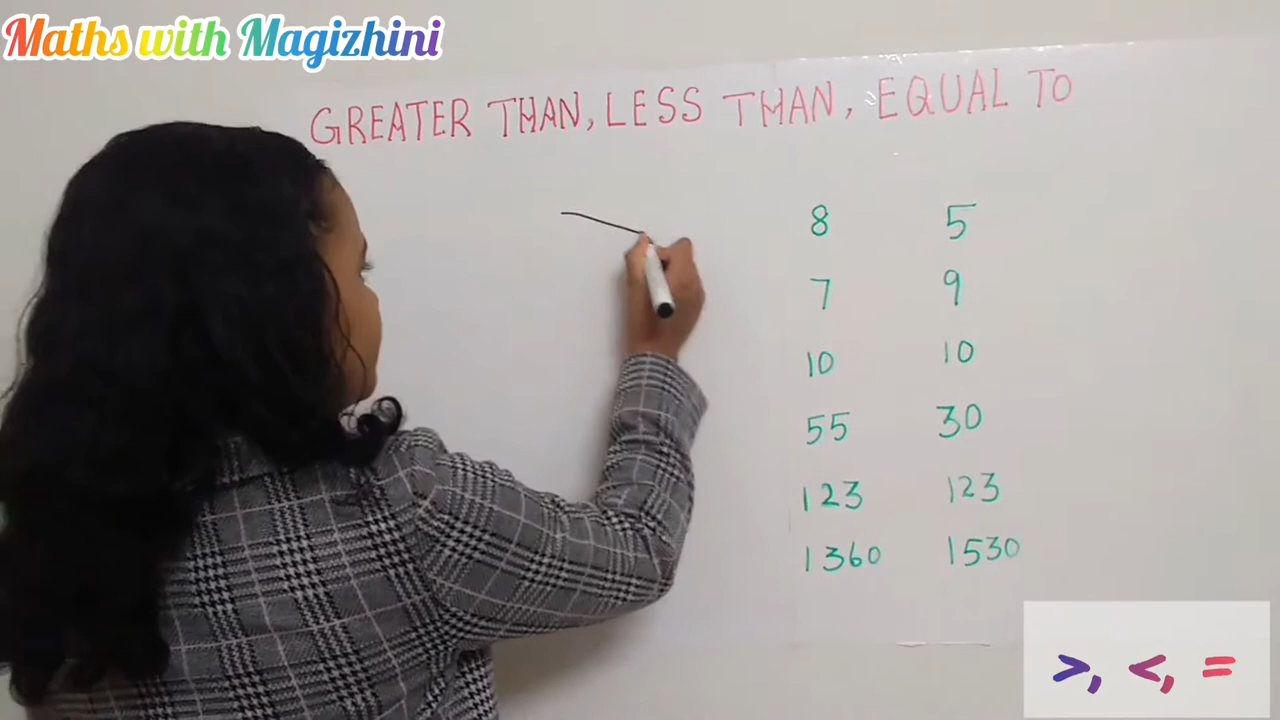 Maths with Magizhini
GREATER THAN, LESS THAN, EQUAL TO
8 5
7 9
10 10
55 30
123 123
1360 1530
>, <, =